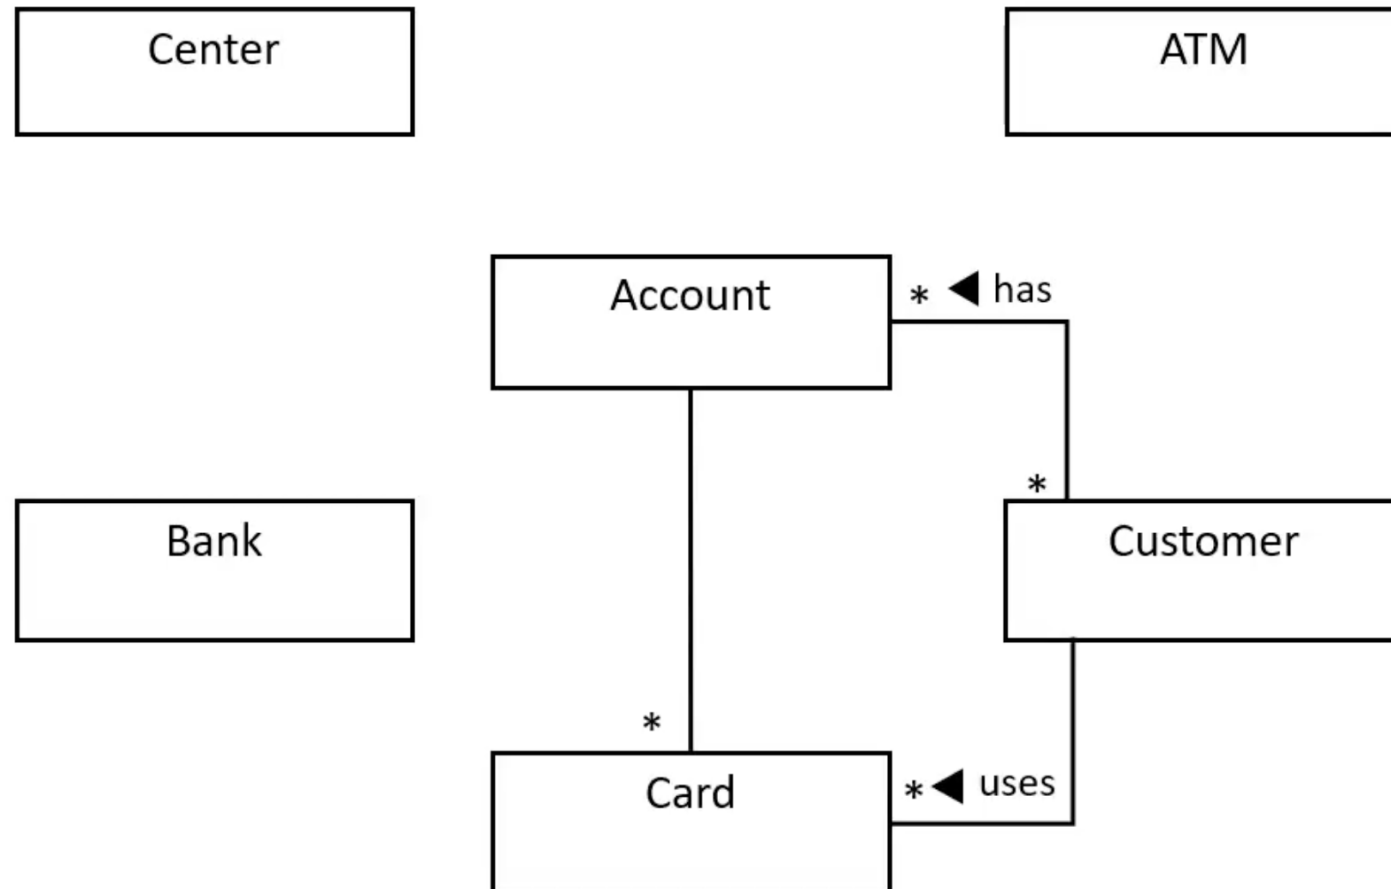 Center
ATM
Account
* ◀ has
*
Bank
Customer
*
Card
* ◀ uses